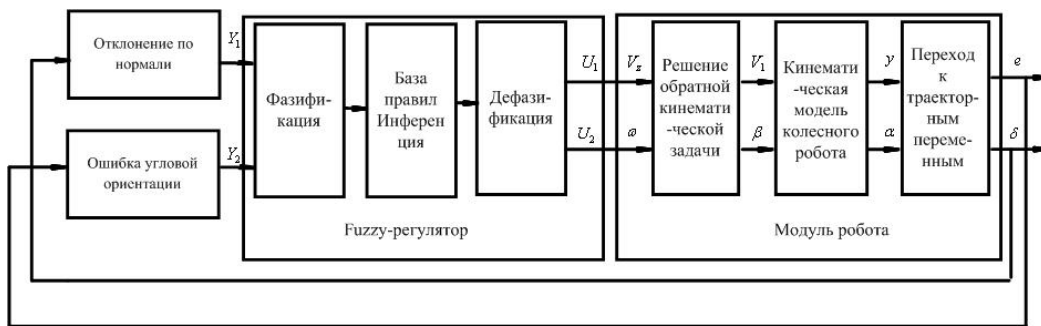 Отклонение по
нормали
Ошибка угловой
ориентации
Y₁
Y₂
Фазифи-
кация
База
правил
Инферен
ция
Дефази-
фикация
Fuzzy-регулятор
U₁
U₂
V_z
ω
Решение
обратной
кинемати
-ческой
задачи
V₁
β
Кинемати
-ческая
модель
колесного
робота
y
α
Переход
к
траектор-
ным
перемен-
ным
Модуль робота
e
δ